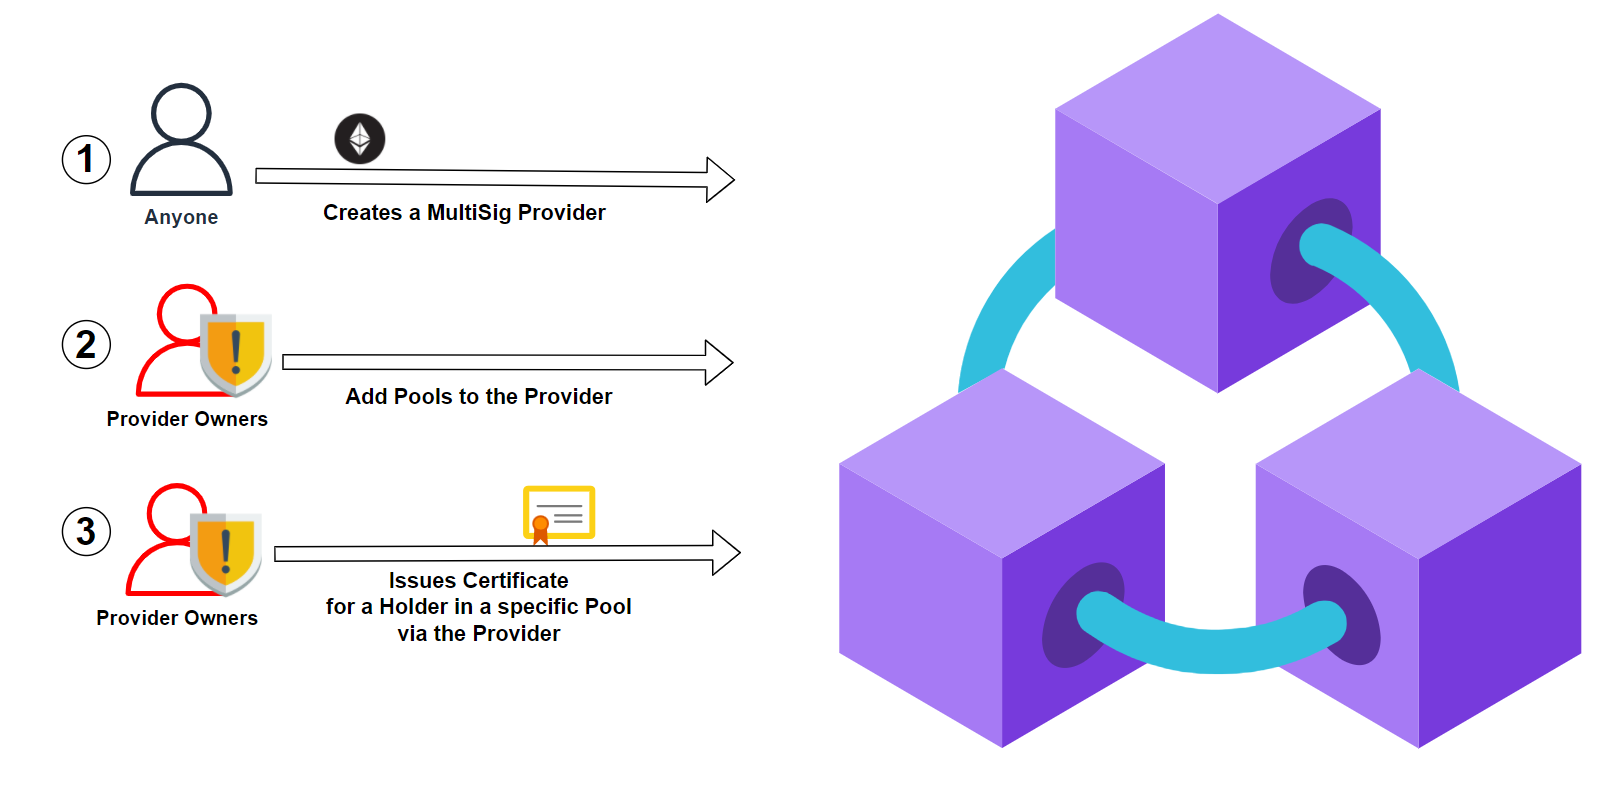 1
Anyone
Creates a MultiSig Provider
2
Provider Owners
Add Pools to the Provider
3
Provider Owners
Issues Certificate
for a Holder in a specific Pool
via the Provider